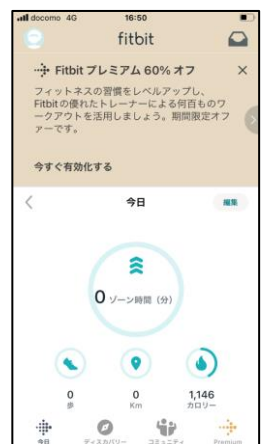 docomo 4G 16:50
fitbit
Fitbit プレミアム 60% オフ
フィットネスの習慣をレベルアップし、
Fitbit の優れたトレーナーによる何百ものワ
ークアウトを活用しましょう。期間限定オフ
ァーです。
今すぐ有効化する
今日 編集
0 ゾーン時間 (分)
0 0 1,146
歩 Km カロリー
今日 ディスカバリー コミュニティ Premium